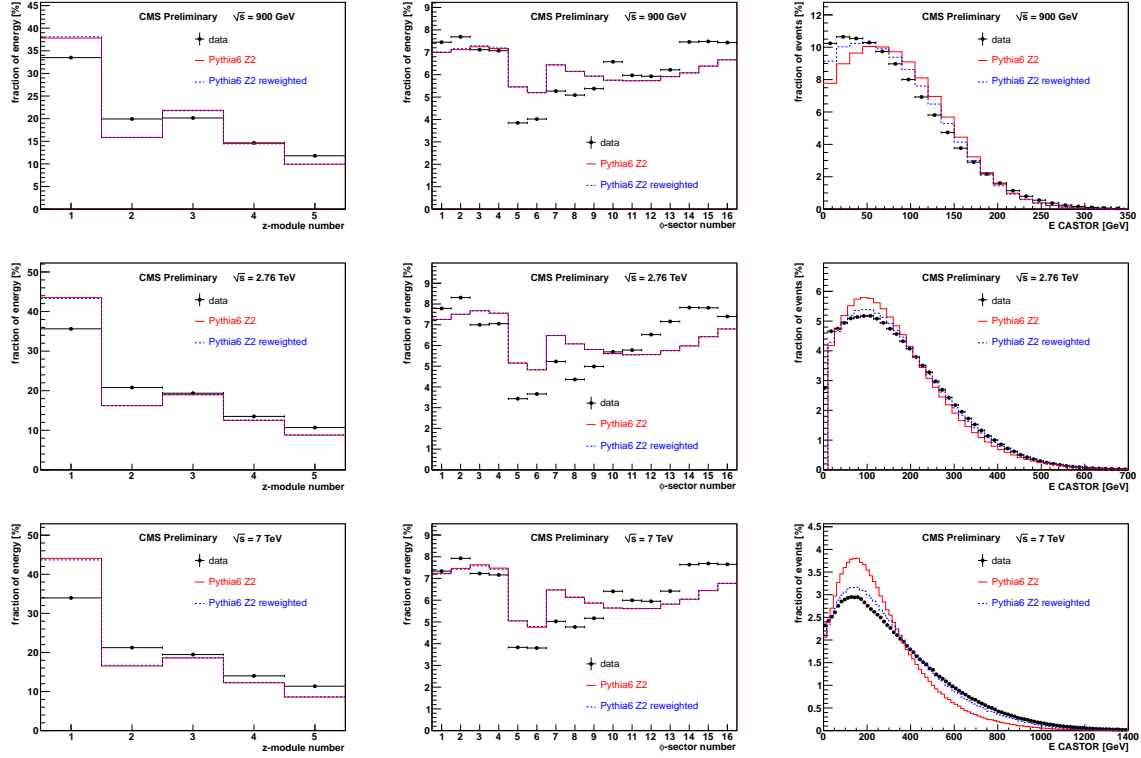 fraction of energy [%]
CMS Preliminary √s = 900 GeV
data
Pythia6 Z2
Pythia6 Z2 reweighted
45
40
35
30
25
20
15
10
5
0
1 2 3 4 5
z-module number
fraction of energy [%]
CMS Preliminary √s = 900 GeV
data
Pythia6 Z2
Pythia6 Z2 reweighted
9
8
7
6
5
4
3
2
1
0
1 2 3 4 5 6 7 8 9 10 11 12 13 14 15 16
ϕ-sector number
fraction of events [%]
CMS Preliminary √s = 900 GeV
data
Pythia6 Z2
Pythia6 Z2 reweighted
12
10
8
6
4
2
0
0 50 100 150 200 250 300 350
E CASTOR [GeV]
fraction of energy [%]
CMS Preliminary √s = 2.76 TeV
data
Pythia6 Z2
Pythia6 Z2 reweighted
50
40
30
20
10
0
1 2 3 4 5
z-module number
fraction of energy [%]
CMS Preliminary √s = 2.76 TeV
data
Pythia6 Z2
Pythia6 Z2 reweighted
9
8
7
6
5
4
3
2
1
0
1 2 3 4 5 6 7 8 9 10 11 12 13 14 15 16
ϕ-sector number
fraction of events [%]
CMS Preliminary √s = 2.76 TeV
data
Pythia6 Z2
Pythia6 Z2 reweighted
6
5
4
3
2
1
0
0 100 200 300 400 500 600 700
E CASTOR [GeV]
fraction of energy [%]
CMS Preliminary √s = 7 TeV
data
Pythia6 Z2
Pythia6 Z2 reweighted
50
40
30
20
10
0
1 2 3 4 5
z-module number
fraction of energy [%]
CMS Preliminary √s = 7 TeV
data
Pythia6 Z2
Pythia6 Z2 reweighted
9
8
7
6
5
4
3
2
1
0
1 2 3 4 5 6 7 8 9 10 11 12 13 14 15 16
ϕ-sector number
fraction of events [%]
CMS Preliminary √s = 7 TeV
data
Pythia6 Z2
Pythia6 Z2 reweighted
4.5
4
3.5
3
2.5
2
1.5
1
0.5
0
0 200 400 600 800 1000 1200 1400
E CASTOR [GeV]